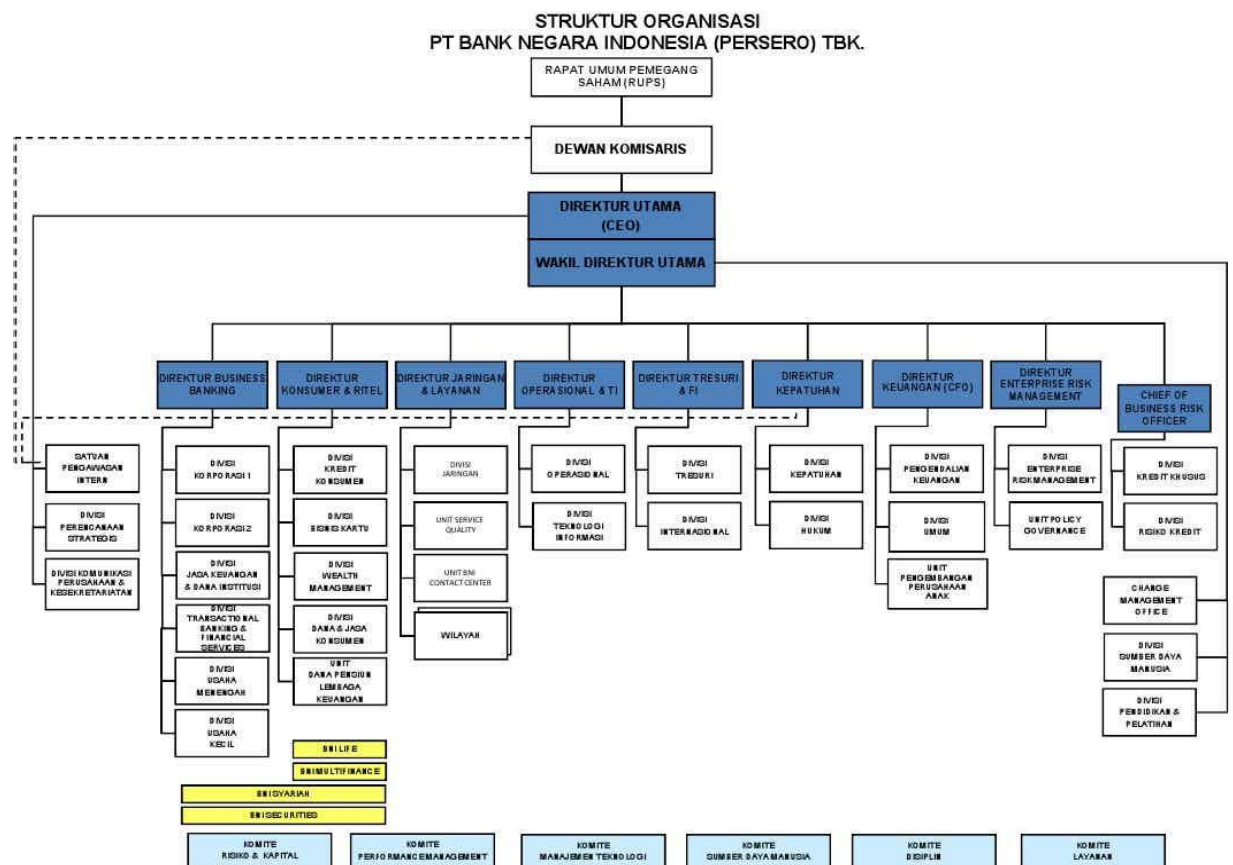 STRUKTUR ORGANISASI
PT BANK NEGARA INDONESIA (PERSERO) TBK.
RAPAT UMUM PEMEGANG
SAHAM (RUPS)
DEWAN KOMISARIS
DIREKTUR UTAMA
(CEO)
WAKIL DIREKTUR UTAMA
DIREKTUR BUSINESS
BANKING
DIREKTUR
KONSUMER & RITEL
DIREKTUR JARINGAN
& LAYANAN
DIREKTUR
OPERASIONAL & TI
DIREKTUR TRESURI
& FI
DIREKTUR
KEPATUHAN
DIREKTUR
KEUANGAN (CFO)
DIREKTUR
ENTERPRISE RISK
MANAGEMENT
CHIEF OF
BUSINESS RISK
OFFICER
SATUAN
PENGAWASAN
INTERN
DIVISI
PERENCANAAN
STRATEGIS
DIVISI KOMUNIKASI
PERUSAHAAN &
KESEKRETARIATAN
DIVISI
KORPORASI 1
DIVISI
KORPORASI 2
DIVISI
JASA KEUANGAN
& DANA INSTITUSI
DIVISI
TRANSACTIONAL
BANKING &
FINANCIAL
SERVICES
DIVISI
USAHA
MENENGAH
DIVISI
USAHA
KECIL
DIVISI
KREDIT
KONSUMEN
DIVISI
BISNIS KARTU
DIVISI
WEALTH
MANAGEMENT
DIVISI
DANA & JASA
KONSUMEN
UNIT
DANA PENSIUN
LEMBAGA
KEUANGAN
DIVISI
JARINGAN
UNIT SERVICE
QUALITY
UNIT BNI
CONTACT CENTER
WILAYAH
DIVISI
OPERASIONAL
DIVISI
TEKNOLOGI
INFORMASI
DIVISI
TRESURI
DIVISI
INTERNASIONAL
DIVISI
KEPATUHAN
DIVISI
HUKUM
DIVISI
PENGENDALIAN
KEUANGAN
DIVISI
UMUM
UNIT
PENGEMBANGAN
PERUSAHAAN
ANAK
DIVISI
ENTERPRISE
RISK MANAGEMENT
UNIT POLICY
GOVERNANCE
DIVISI
KREDIT KHUSUS
DIVISI
RISIKO KREDIT
CHANGE
MANAGEMENT
OFFICE
DIVISI
SUMBER DAYA
MANUSIA
DIVISI
PENDIDIKAN &
PELATIHAN
BNI LIFE
BNI MULTIFINANCE
BNI SYARIAH
BNI SECURITIES
KOMITE
RISIKO & KAPITAL
KOMITE
PERFORMANCE MANAGEMENT
KOMITE
MANAJEMEN TEKNOLOGI
KOMITE
SUMBER DAYA MANUSIA
KOMITE
DISIPLIN
KOMITE
LAYANAN